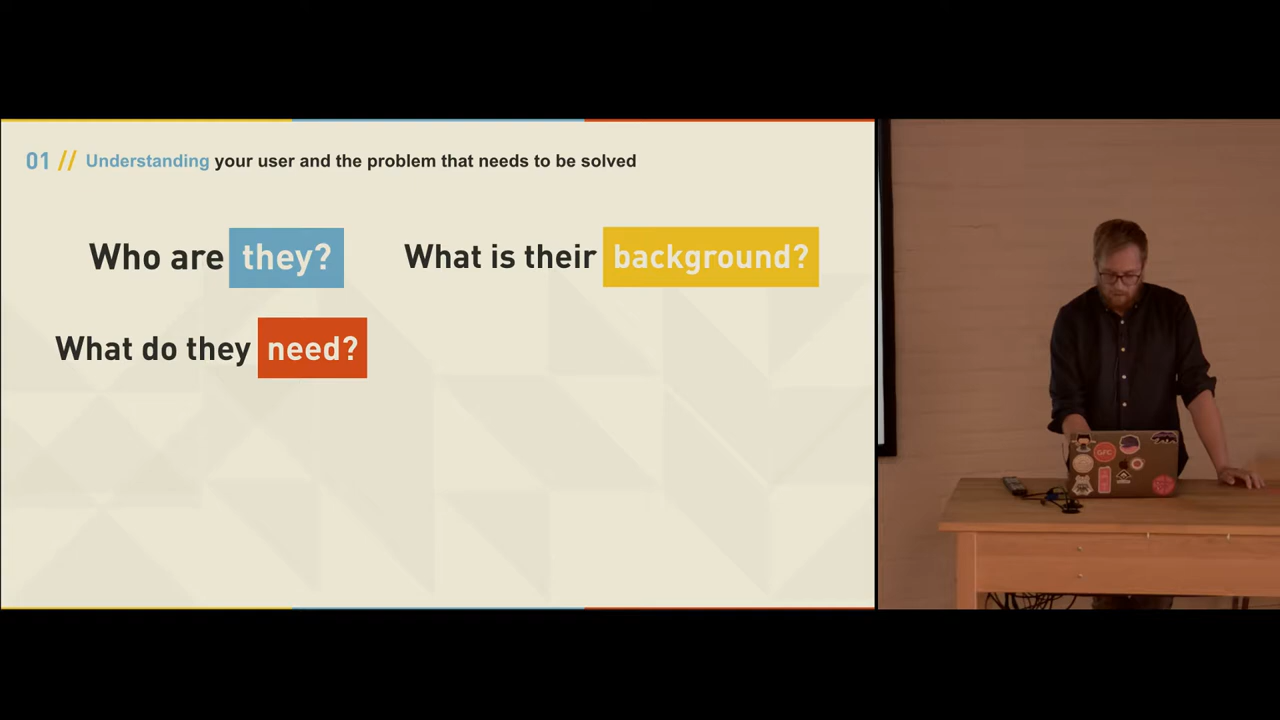 01 // Understanding your user and the problem that needs to be solved
Who are they?
What is their background?
What do they need?
GFC